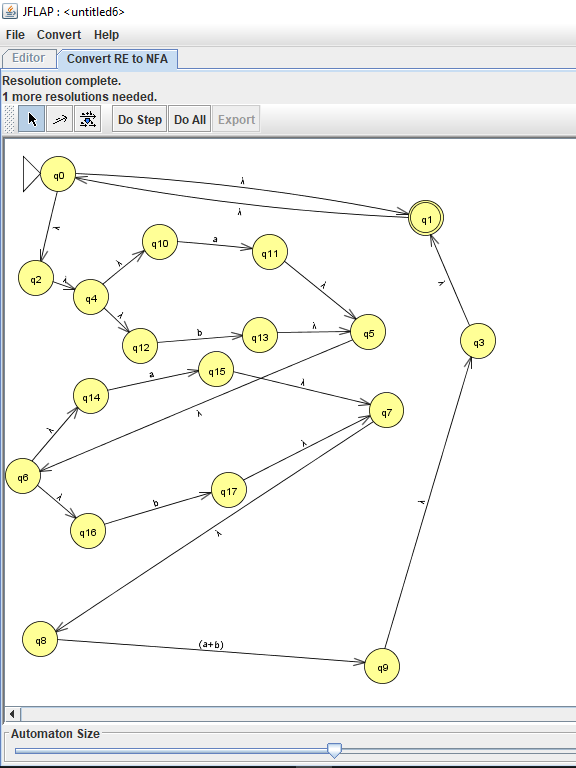 JFLAP : <untitled6>
File Convert Help
Editor Convert RE to NFA
Resolution complete.
1 more resolutions needed.
Do Step Do All Export
q0
λ
λ
q1
λ
q10
a
q11
q2
λ
q4
λ
λ
λ
λ
q12
b
q13
λ
q5
q3
q14
a
q15
λ
q7
λ
λ
λ
q6
λ
q16
b
q17
λ
λ
q8
(a+b)
q9
Automaton Size